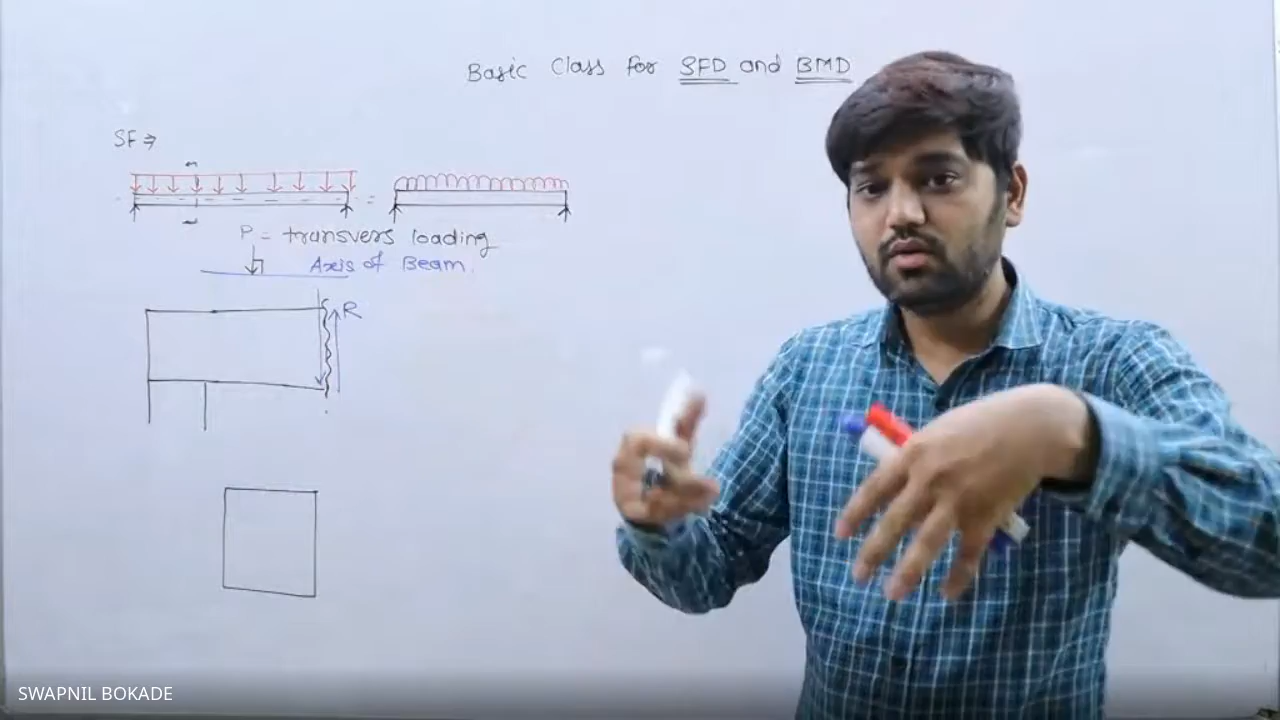 Basic Class for SFD and BMD
SF ⇒
P = transvers loading
Axis of Beam.
R
SWAPNIL BOKADE